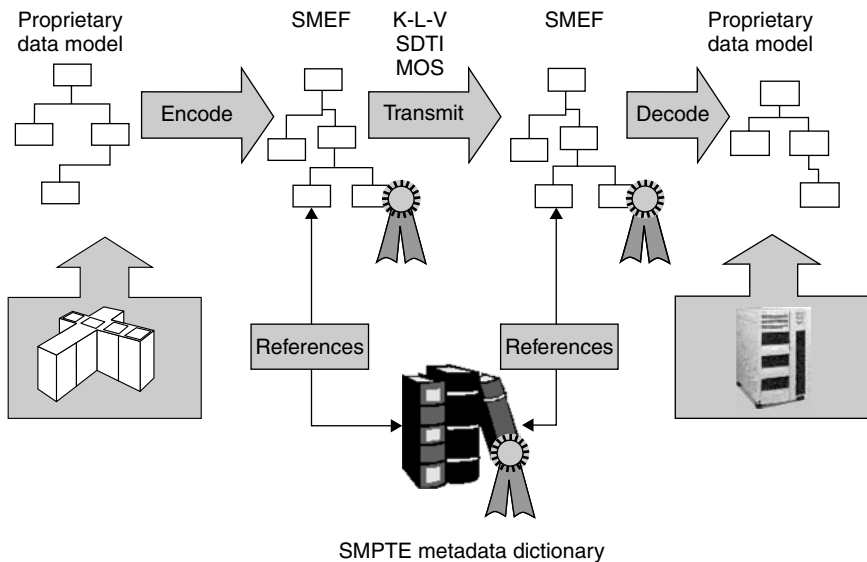 Proprietary
data model
SMEF
K-L-V
SDTI
MOS
SMEF
Proprietary
data model
Encode
Transmit
Decode
References
References
SMPTE metadata dictionary